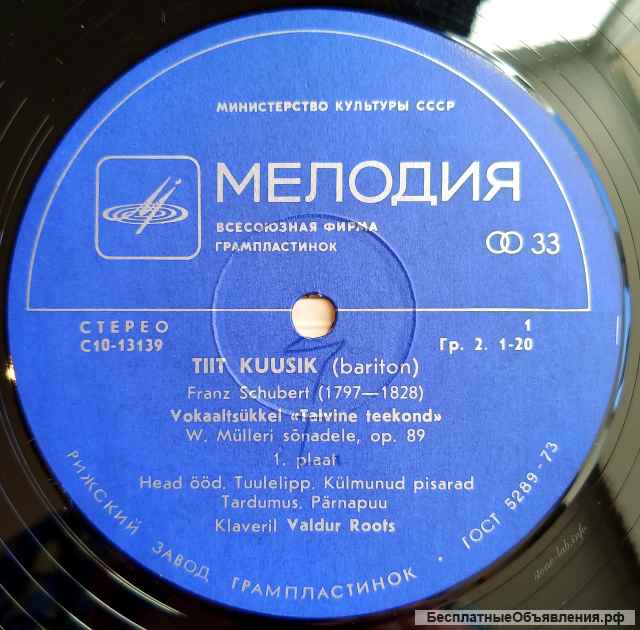 МИНИСТЕРСТВО КУЛЬТУРЫ СССР
МЕЛОДИЯ
ВСЕСОЮЗНАЯ ФИРМА
ГРАМПЛАСТИНОК
33
СТЕРЕО
С10-13139
1
Гр. 2. 1-20
TIIT KUUSIK (bariton)
Franz Schubert (1797—1828)
Vokaaltsükkel «Talvine teekond»
W. Mülleri sõnadele, op. 89
1. plaat
Head ööd. Tuulelipp. Külmunud pisarad
Tardumus. Pärnapuu
Klaveril Valdur Roots
РИЖСКИЙ ЗАВОД ГРАМПЛАСТИНОК • ГОСТ 5289-73
БесплатныеОбъявления.рф